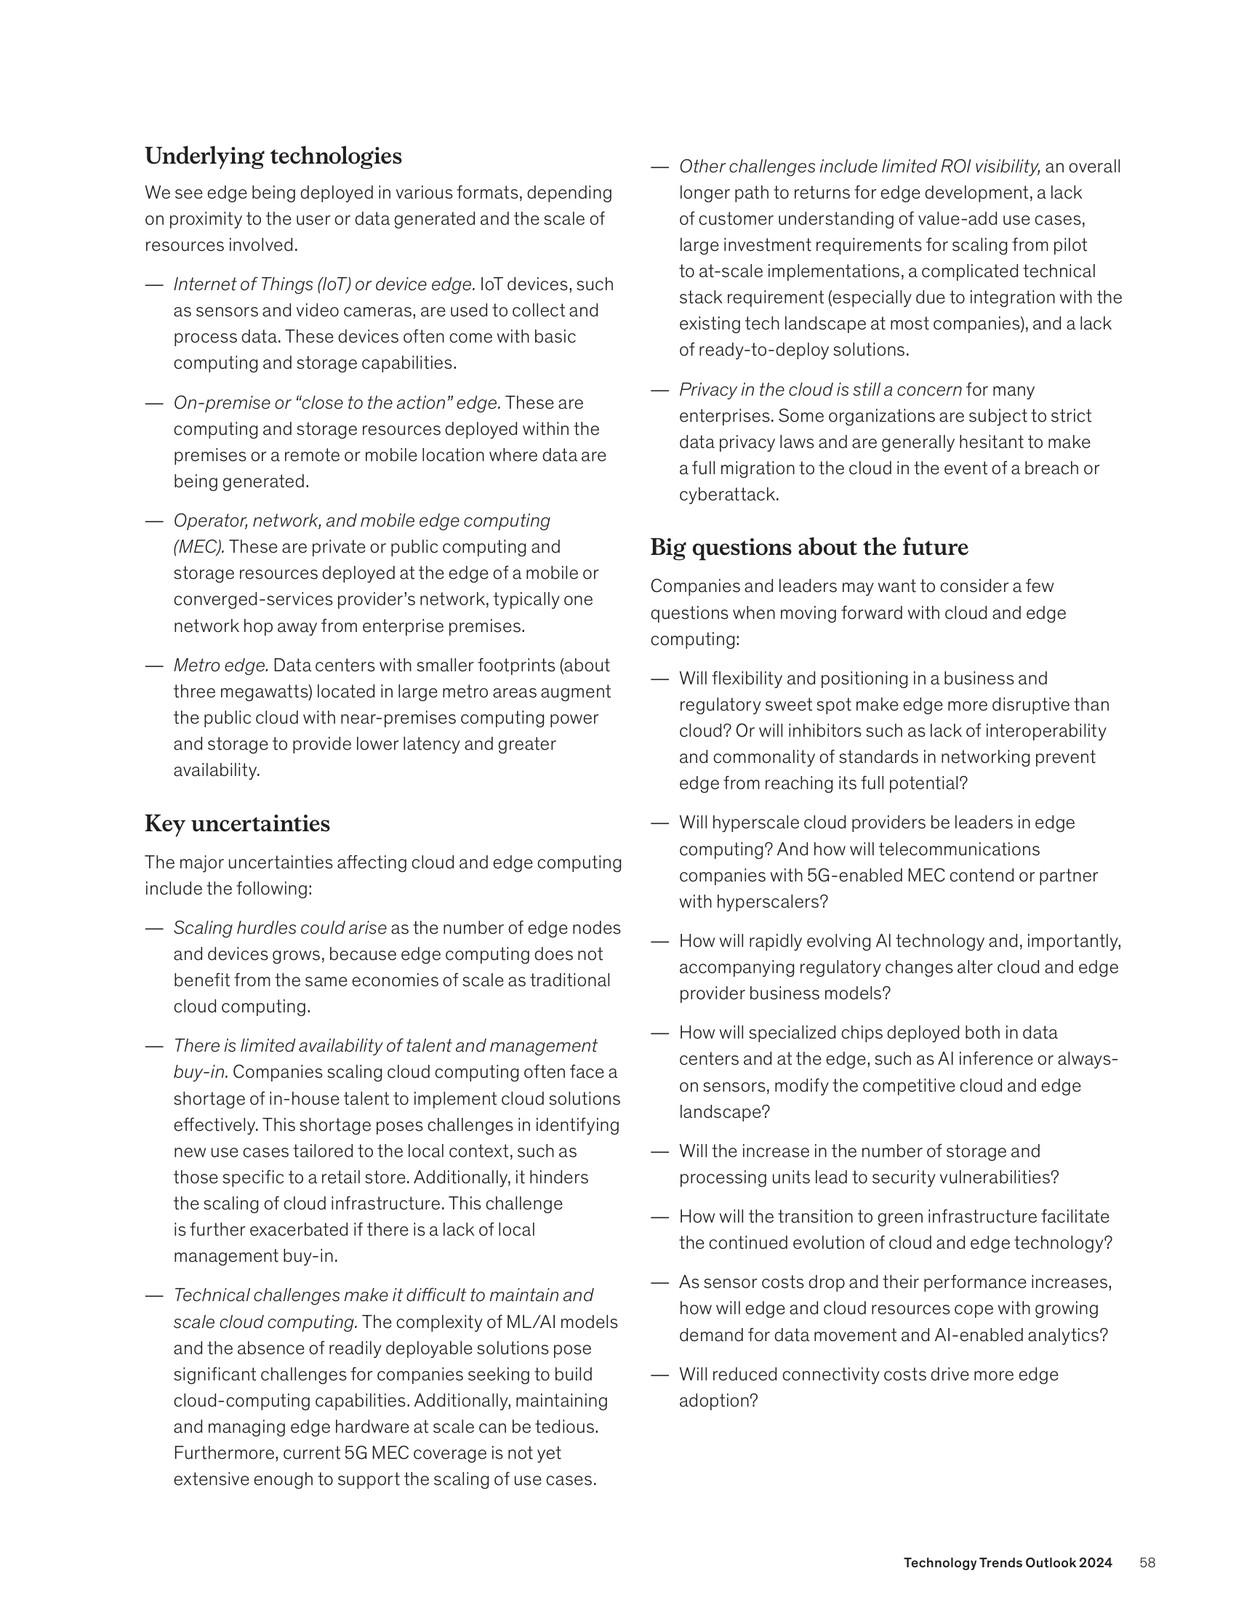 Underlying technologies
We see edge being deployed in various formats, depending
on proximity to the user or data generated and the scale of
resources involved.
— Internet of Things (IoT) or device edge. IoT devices, such
as sensors and video cameras, are used to collect and
process data. These devices often come with basic
computing and storage capabilities.
— On-premise or “close to the action” edge. These are
computing and storage resources deployed within the
premises or a remote or mobile location where data are
being generated.
— Operator, network, and mobile edge computing
(MEC). These are private or public computing and
storage resources deployed at the edge of a mobile or
converged-services provider’s network, typically one
network hop away from enterprise premises.
— Metro edge. Data centers with smaller footprints (about
three megawatts) located in large metro areas augment
the public cloud with near-premises computing power
and storage to provide lower latency and greater
availability.
Key uncertainties
The major uncertainties affecting cloud and edge computing
include the following:
— Scaling hurdles could arise as the number of edge nodes
and devices grows, because edge computing does not
benefit from the same economies of scale as traditional
cloud computing.
— There is limited availability of talent and management
buy-in. Companies scaling cloud computing often face a
shortage of in-house talent to implement cloud solutions
effectively. This shortage poses challenges in identifying
new use cases tailored to the local context, such as
those specific to a retail store. Additionally, it hinders
the scaling of cloud infrastructure. This challenge
is further exacerbated if there is a lack of local
management buy-in.
— Technical challenges make it difficult to maintain and
scale cloud computing. The complexity of ML/AI models
and the absence of readily deployable solutions pose
significant challenges for companies seeking to build
cloud-computing capabilities. Additionally, maintaining
and managing edge hardware at scale can be tedious.
Furthermore, current 5G MEC coverage is not yet
extensive enough to support the scaling of use cases.
— Other challenges include limited ROI visibility, an overall
longer path to returns for edge development, a lack
of customer understanding of value-add use cases,
large investment requirements for scaling from pilot
to at-scale implementations, a complicated technical
stack requirement (especially due to integration with the
existing tech landscape at most companies), and a lack
of ready-to-deploy solutions.
— Privacy in the cloud is still a concern for many
enterprises. Some organizations are subject to strict
data privacy laws and are generally hesitant to make
a full migration to the cloud in the event of a breach or
cyberattack.
Big questions about the future
Companies and leaders may want to consider a few
questions when moving forward with cloud and edge
computing:
— Will flexibility and positioning in a business and
regulatory sweet spot make edge more disruptive than
cloud? Or will inhibitors such as lack of interoperability
and commonality of standards in networking prevent
edge from reaching its full potential?
— Will hyperscale cloud providers be leaders in edge
computing? And how will telecommunications
companies with 5G-enabled MEC contend or partner
with hyperscalers?
— How will rapidly evolving AI technology and, importantly,
accompanying regulatory changes alter cloud and edge
provider business models?
— How will specialized chips deployed both in data
centers and at the edge, such as AI inference or always-
on sensors, modify the competitive cloud and edge
landscape?
— Will the increase in the number of storage and
processing units lead to security vulnerabilities?
— How will the transition to green infrastructure facilitate
the continued evolution of cloud and edge technology?
— As sensor costs drop and their performance increases,
how will edge and cloud resources cope with growing
demand for data movement and AI-enabled analytics?
— Will reduced connectivity costs drive more edge
adoption?
Technology Trends Outlook 2024 58